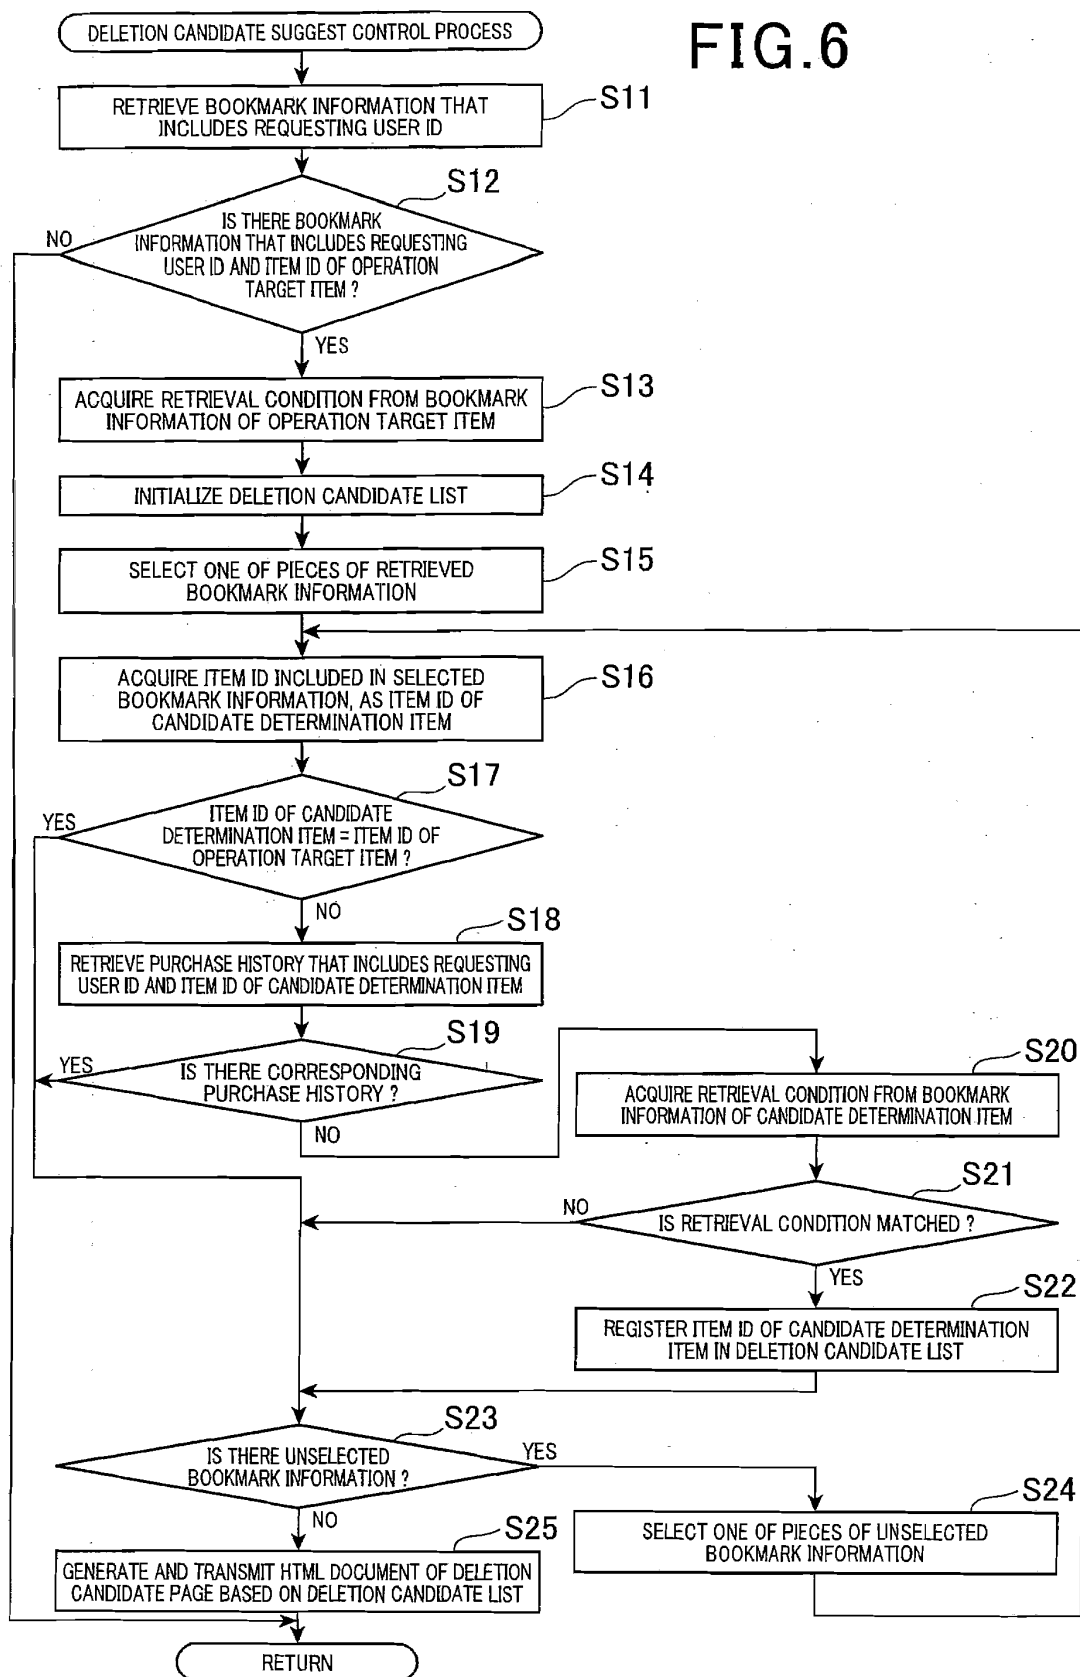 FIG.6
DELETION CANDIDATE SUGGEST CONTROL PROCESS
S11
RETRIEVE BOOKMARK INFORMATION THAT
INCLUDES REQUESTING USER ID
S12
IS THERE BOOKMARK
INFORMATION THAT INCLUDES REQUESTING
USER ID AND ITEM ID OF OPERATION
TARGET ITEM ?
NO
YES
S13
ACQUIRE RETRIEVAL CONDITION FROM BOOKMARK
INFORMATION OF OPERATION TARGET ITEM
S14
INITIALIZE DELETION CANDIDATE LIST
S15
SELECT ONE OF PIECES OF RETRIEVED
BOOKMARK INFORMATION
S16
ACQUIRE ITEM ID INCLUDED IN SELECTED
BOOKMARK INFORMATION, AS ITEM ID OF
CANDIDATE DETERMINATION ITEM
S17
ITEM ID OF CANDIDATE
DETERMINATION ITEM = ITEM ID OF
OPERATION TARGET ITEM ?
YES
NO
S18
RETRIEVE PURCHASE HISTORY THAT INCLUDES REQUESTING
USER ID AND ITEM ID OF CANDIDATE DETERMINATION ITEM
S19
IS THERE CORRESPONDING
PURCHASE HISTORY ?
YES
NO
S20
ACQUIRE RETRIEVAL CONDITION FROM BOOKMARK
INFORMATION OF CANDIDATE DETERMINATION ITEM
S21
IS RETRIEVAL CONDITION MATCHED ?
NO
YES
S22
REGISTER ITEM ID OF CANDIDATE DETERMINATION
ITEM IN DELETION CANDIDATE LIST
S23
IS THERE UNSELECTED
BOOKMARK INFORMATION ?
YES
NO
S24
SELECT ONE OF PIECES OF UNSELECTED
BOOKMARK INFORMATION
S25
GENERATE AND TRANSMIT HTML DOCUMENT OF DELETION
CANDIDATE PAGE BASED ON DELETION CANDIDATE LIST
RETURN